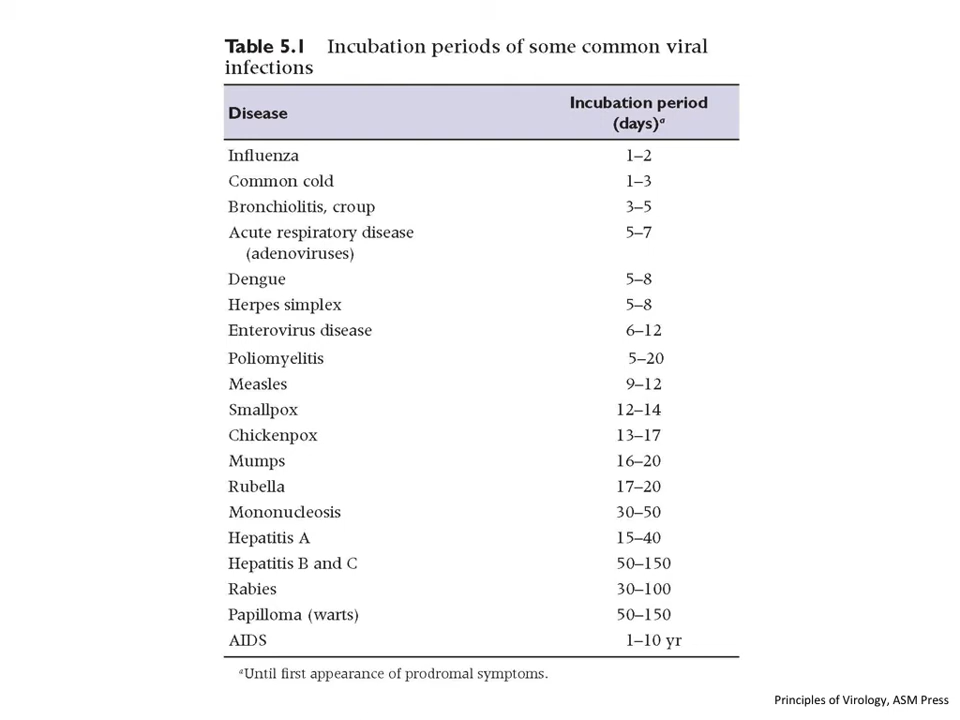 Table 5.1 Incubation periods of some common viral
infections
Disease
Incubation period
(days)a
Influenza 1–2
Common cold 1–3
Bronchiolitis, croup 3–5
Acute respiratory disease 5–7
(adenoviruses)
Dengue 5–8
Herpes simplex 5–8
Enterovirus disease 6–12
Poliomyelitis 5–20
Measles 9–12
Smallpox 12–14
Chickenpox 13–17
Mumps 16–20
Rubella 17–20
Mononucleosis 30–50
Hepatitis A 15–40
Hepatitis B and C 50–150
Rabies 30–100
Papilloma (warts) 50–150
AIDS 1–10 yr
aUntil first appearance of prodromal symptoms.
Principles of Virology, ASM Press